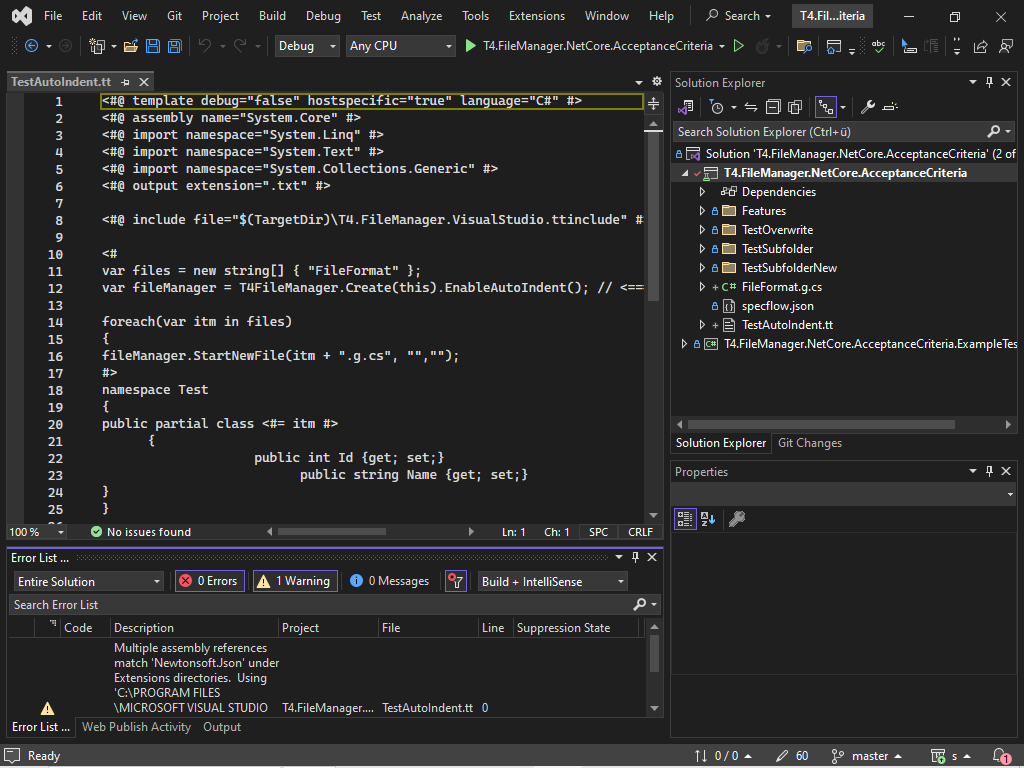 File Edit View Git Project Build Debug Test Analyze Tools Extensions Window Help Search T4.Fil...iteria
Debug Any CPU T4.FileManager.NetCore.AcceptanceCriteria
TestAutoIndent.tt
1 <#@ template debug="false" hostspecific="true" language="C#" #>
2 <#@ assembly name="System.Core" #>
3 <#@ import namespace="System.Linq" #>
4 <#@ import namespace="System.Text" #>
5 <#@ import namespace="System.Collections.Generic" #>
6 <#@ output extension=".txt" #>
7
8 <#@ include file="$(TargetDir)\T4.FileManager.VisualStudio.ttinclude" #
9
10 <#
11 var files = new string[] { "FileFormat" };
12 var fileManager = T4FileManager.Create(this).EnableAutoIndent(); // <==
13
14 foreach(var itm in files)
15 {
16 fileManager.StartNewFile(itm + ".g.cs", "","");
17 #>
18 namespace Test
19 {
20 public partial class <#= itm #>
21 {
22 public int Id {get; set;}
23 public string Name {get; set;}
24 }
25 }
100 % No issues found Ln: 1 Ch: 1 SPC CRLF
Error List ...
Entire Solution 0 Errors 1 Warning 0 Messages Build + IntelliSense
Search Error List
Code Description Project File Line Suppression State
Multiple assembly references
match 'Newtonsoft.Json' under
Extensions directories. Using
'C:\PROGRAM FILES
\MICROSOFT VISUAL STUDIO T4.FileManager.... TestAutoIndent.tt 0
Error List ... Web Publish Activity Output
Solution Explorer
Search Solution Explorer (Ctrl+ü)
Solution 'T4.FileManager.NetCore.AcceptanceCriteria' (2 of
T4.FileManager.NetCore.AcceptanceCriteria
Dependencies
Features
TestOverwrite
TestSubfolder
TestSubfolderNew
C# FileFormat.g.cs
specflow.json
TestAutoIndent.tt
C# T4.FileManager.NetCore.AcceptanceCriteria.ExampleTes
Solution Explorer Git Changes
Properties
Ready 0 / 0 60 master s 1